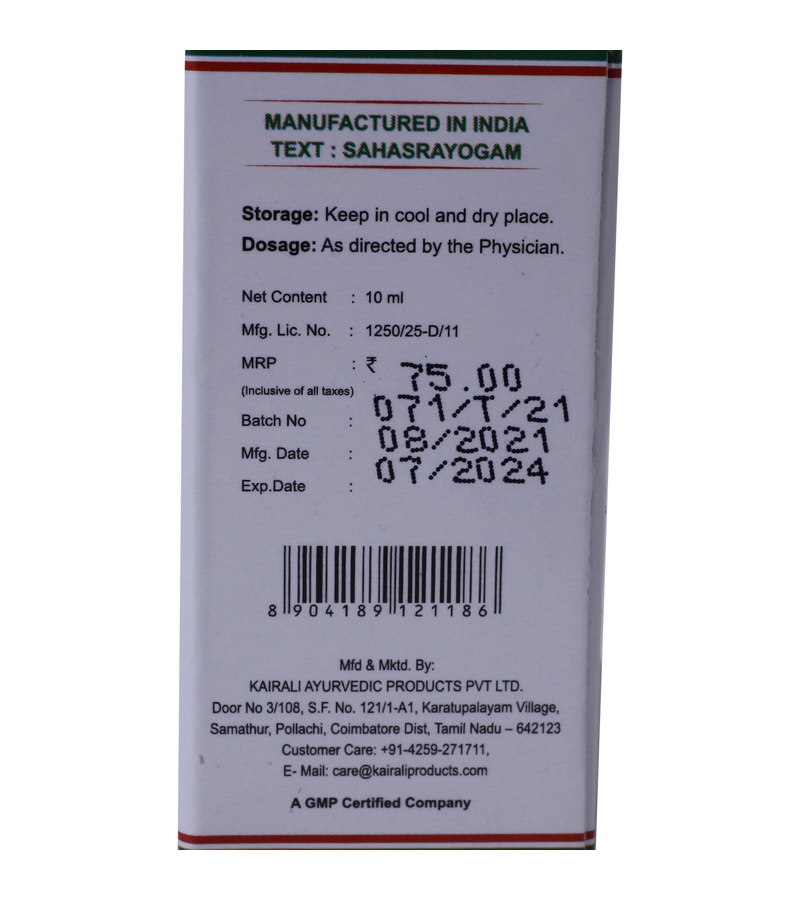 MANUFACTURED IN INDIA
TEXT : SAHASRAYOGAM
Storage: Keep in cool and dry place.
Dosage: As directed by the Physician.
Net Content : 10 ml
Mfg. Lic. No. : 1250/25-D/11
MRP : ₹ 75.00
(Inclusive of all taxes)
Batch No : 071/T/21
Mfg. Date : 08/2021
Exp.Date : 07/2024
8 904189 121186
Mfd & Mktd. By:
KAIRALI AYURVEDIC PRODUCTS PVT LTD.
Door No 3/108, S.F. No. 121/1-A1, Karatupalayam Village,
Samathur, Pollachi, Coimbatore Dist, Tamil Nadu – 642123
Customer Care: +91-4259-271711,
E- Mail: care@kairaliproducts.com
A GMP Certified Company